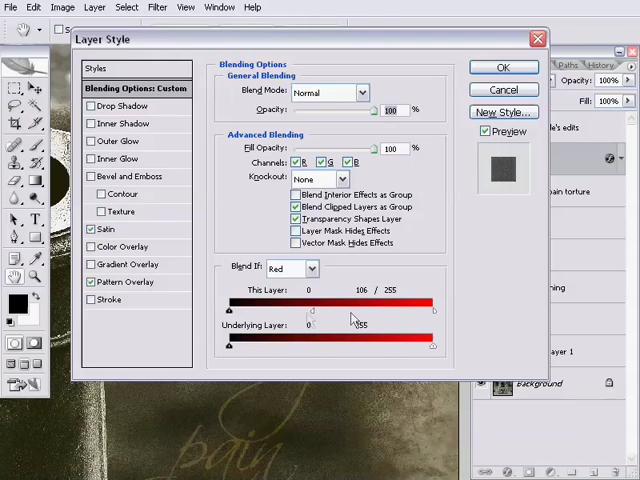 File Edit Image Layer Select Filter View Window Help
Layer Style
Paths History
Styles
Blending Options: Custom
Drop Shadow
Inner Shadow
Outer Glow
Inner Glow
Bevel and Emboss
Contour
Texture
Satin
Color Overlay
Gradient Overlay
Pattern Overlay
Stroke
Blending Options
General Blending
Blend Mode: Normal
Opacity: 100 %
Advanced Blending
Fill Opacity: 100 %
Channels: R G B
Knockout: None
Blend Interior Effects as Group
Blend Clipped Layers as Group
Transparency Shapes Layer
Layer Mask Hides Effects
Vector Mask Hides Effects
Blend If: Red
This Layer: 0 106 / 255
Underlying Layer: 0
OK
Cancel
New Style...
Preview
Opacity: 100%
Fill: 100%
's edits
pain torture
Layer 1
Background
pain